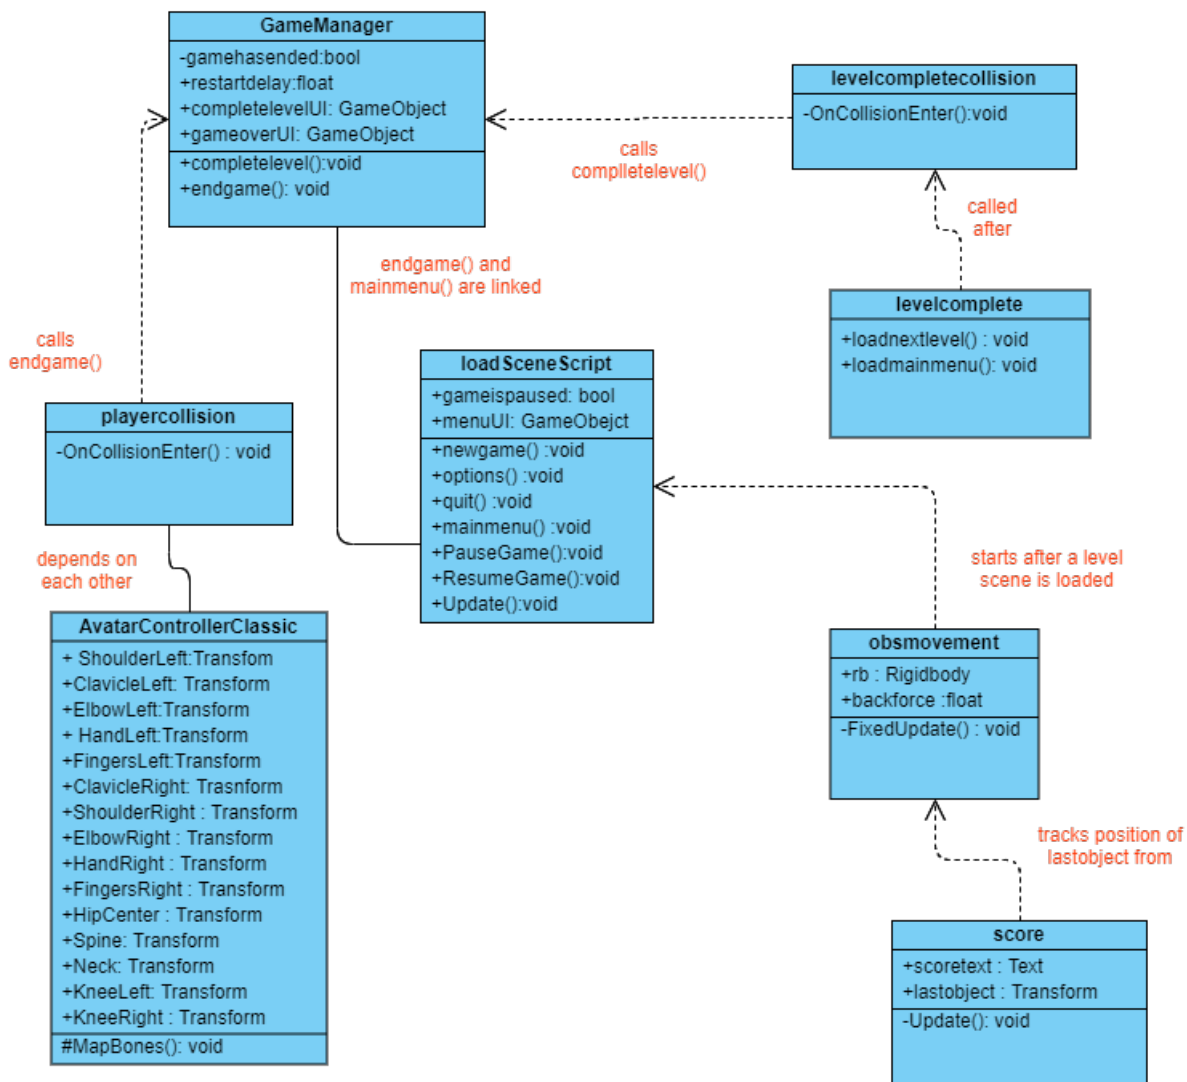 GameManager
-gamehasended:bool
+restartdelay:float
+completelevelUI: GameObject
+gameoverUI: GameObject
+completelevel():void
+endgame(): void
levelcompletecollision
-OnCollisionEnter():void
calls
complletelevel()
called
after
endgame() and
mainmenu() are linked
levelcomplete
+loadnextlevel() : void
+loadmainmenu(): void
calls
endgame()
loadSceneScript
+gameispaused: bool
+menuUI: GameObejct
+newgame() :void
+options() :void
+quit() :void
+mainmenu() :void
+PauseGame():void
+ResumeGame():void
+Update():void
playercollision
-OnCollisionEnter() : void
depends on
each other
starts after a level
scene is loaded
AvatarControllerClassic
+ ShoulderLeft:Transfom
+ClavicleLeft: Transform
+ElbowLeft:Transform
+ HandLeft:Transform
+FingersLeft:Transform
+ClavicleRight: Trasnform
+ShoulderRight : Transform
+ElbowRight : Transform
+HandRight : Transform
+FingersRight : Transform
+HipCenter : Transform
+Spine: Transform
+Neck: Transform
+KneeLeft: Transform
+KneeRight : Transform
#MapBones(): void
obsmovement
+rb : Rigidbody
+backforce :float
-FixedUpdate() : void
tracks position of
lastobject from
score
+scoretext : Text
+lastobject : Transform
-Update(): void